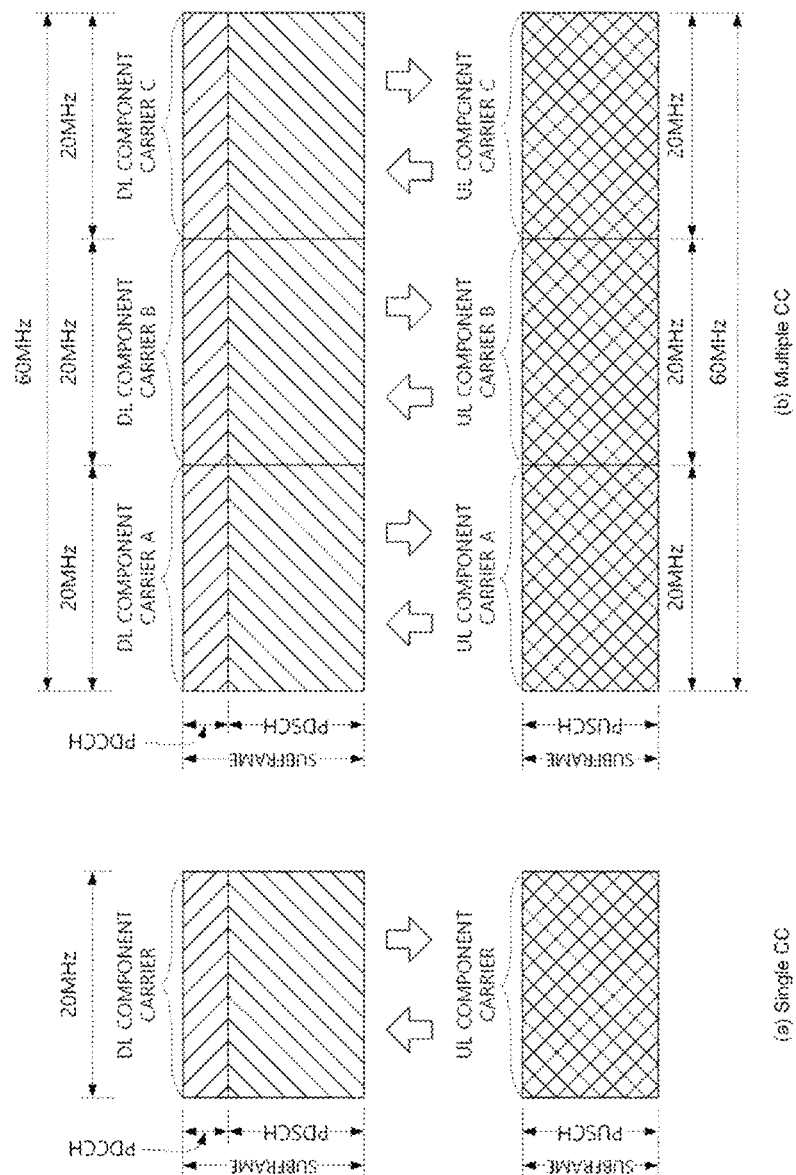 20MHz
DL COMPONENT
CARRIER
PDCCH
PDSCH
SUBFRAME
UL COMPONENT
CARRIER
PUSCH
SUBFRAME
(a) Single CC
60MHz
20MHz
20MHz
20MHz
DL COMPONENT
CARRIER A
DL COMPONENT
CARRIER B
DL COMPONENT
CARRIER C
PDCCH
PDSCH
SUBFRAME
UL COMPONENT
CARRIER A
UL COMPONENT
CARRIER B
UL COMPONENT
CARRIER C
PUSCH
SUBFRAME
20MHz
20MHz
20MHz
60MHz
(b) Multiple CC